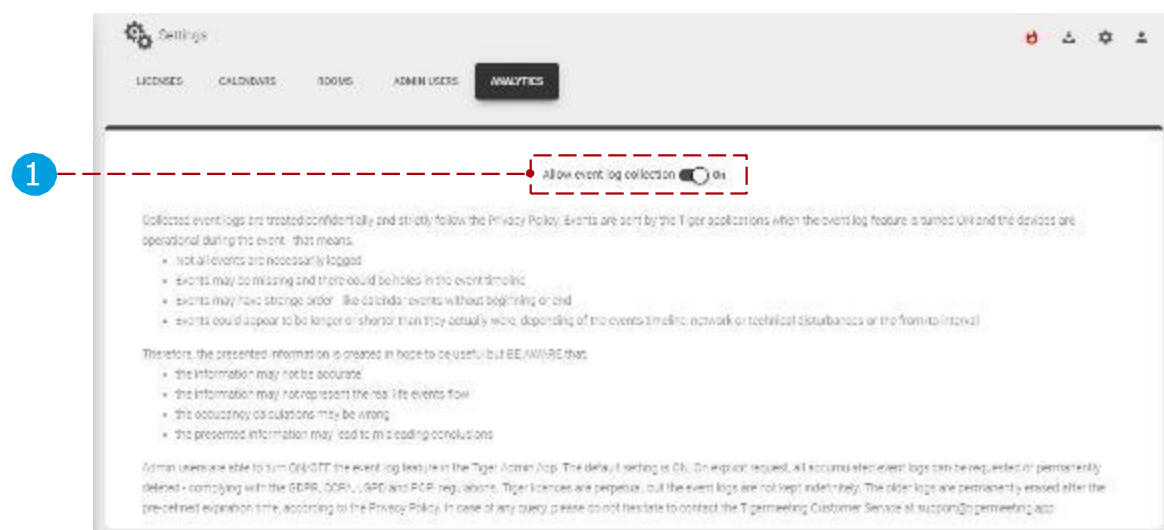 Settings
LICENSES CALENDARS ROOMS ADMIN USERS ANALYTICS
1 Allow event log collection On
Collected event logs are treated confidentially and strictly follow the Privacy Policy. Events are sent by the Tiger applications when the event log feature is turned ON and the devices are
operational during the event - that means:
• Not all events are necessarily logged
• Events may be missing and there could be holes in the event timeline
• Events may have strange order - like calendar events without beginning or end
• Events could appear to be longer or shorter than they actually were, depending of the events timeline, network or technical disturbances or the from/to interval
Therefore, the presented information is created in hope to be useful but BE AWARE that:
• the information may not be accurate
• the information may not represent the real life events flow
• the occupancy calculations may be wrong
• the presented information may lead to misleading conclusions
Admin users are able to turn ON/OFF the event log feature in the Tiger Admin App. The default setting is ON. On explicit request, all accumulated event logs can be requested or permanently
deleted - complying with the GDPR, CCPA, LGPD and regulations. Tiger licences are perpetual, but the event logs are not kept indefinitely. The older logs are permanently erased after the
pre-defined expiration time, according to the Privacy Policy. In case of any query, please do not hesitate to contact the Tigermeeting Customer Service at support@tigermeeting.app